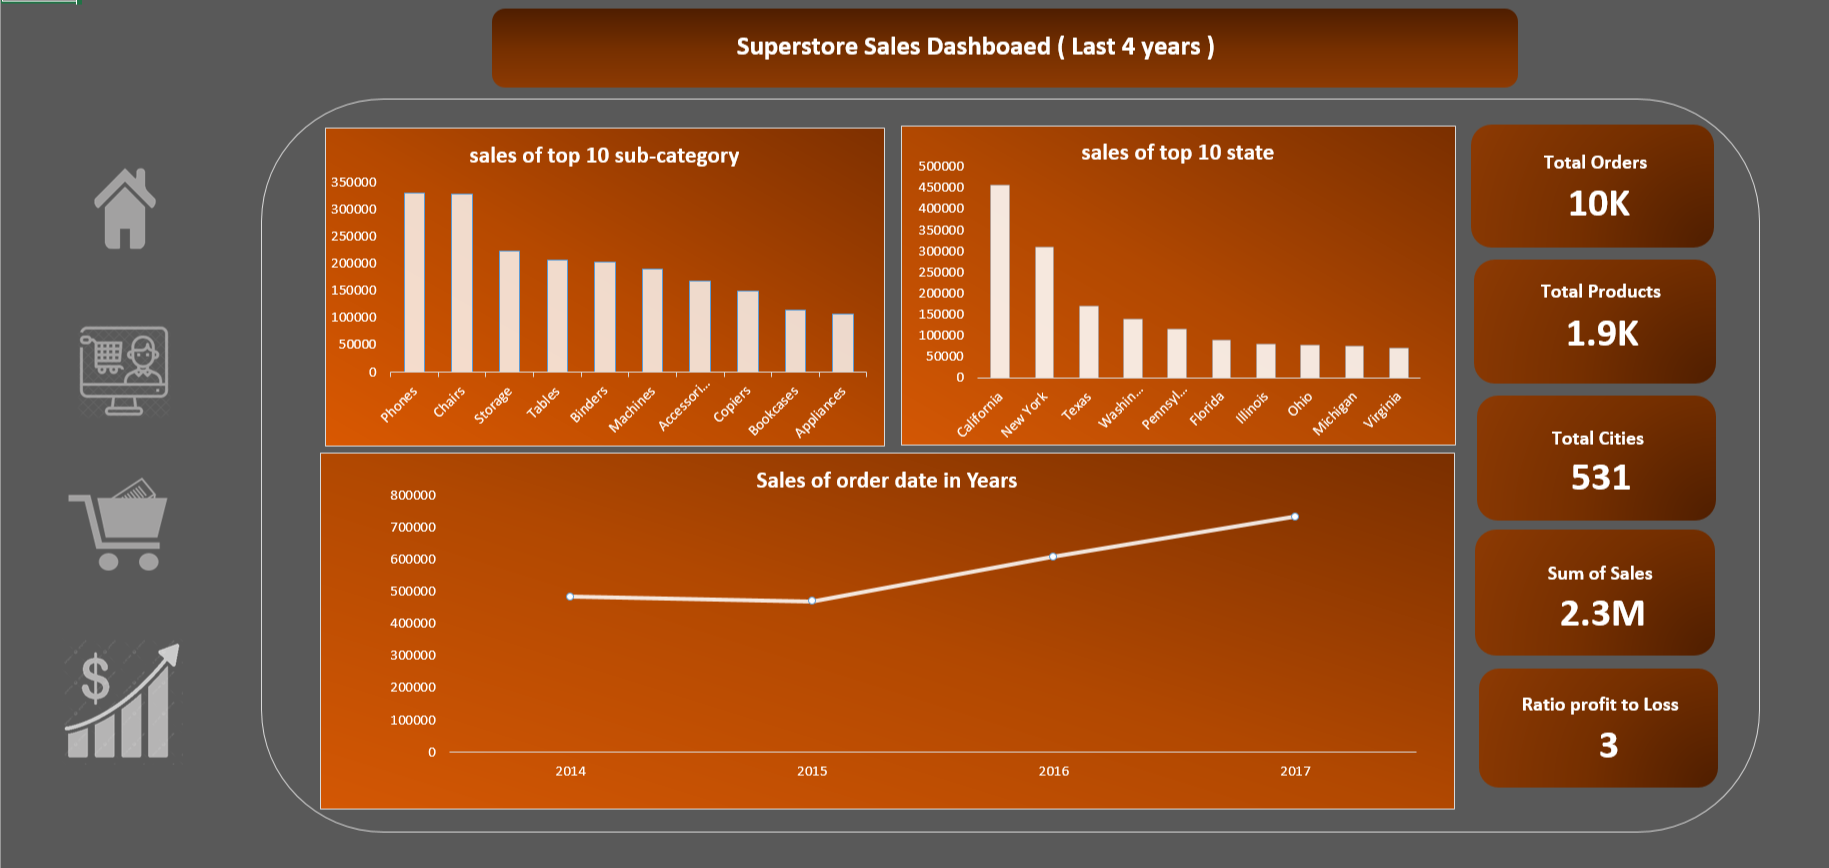 Superstore Sales Dashboaed ( Last 4 years )
sales of top 10 sub-category
350000
300000
250000
200000
150000
100000
50000
0
Phones
Chairs
Storage
Tables
Binders
Machines
Accessori...
Copiers
Bookcases
Appliances
sales of top 10 state
500000
450000
400000
350000
300000
250000
200000
150000
100000
50000
0
California
New York
Texas
Washin...
Pennsyl...
Florida
Illinois
Ohio
Michigan
Virginia
Sales of order date in Years
800000
700000
600000
500000
400000
300000
200000
100000
0
2014
2015
2016
2017
Total Orders
10K
Total Products
1.9K
Total Cities
531
Sum of Sales
2.3M
Ratio profit to Loss
3
$